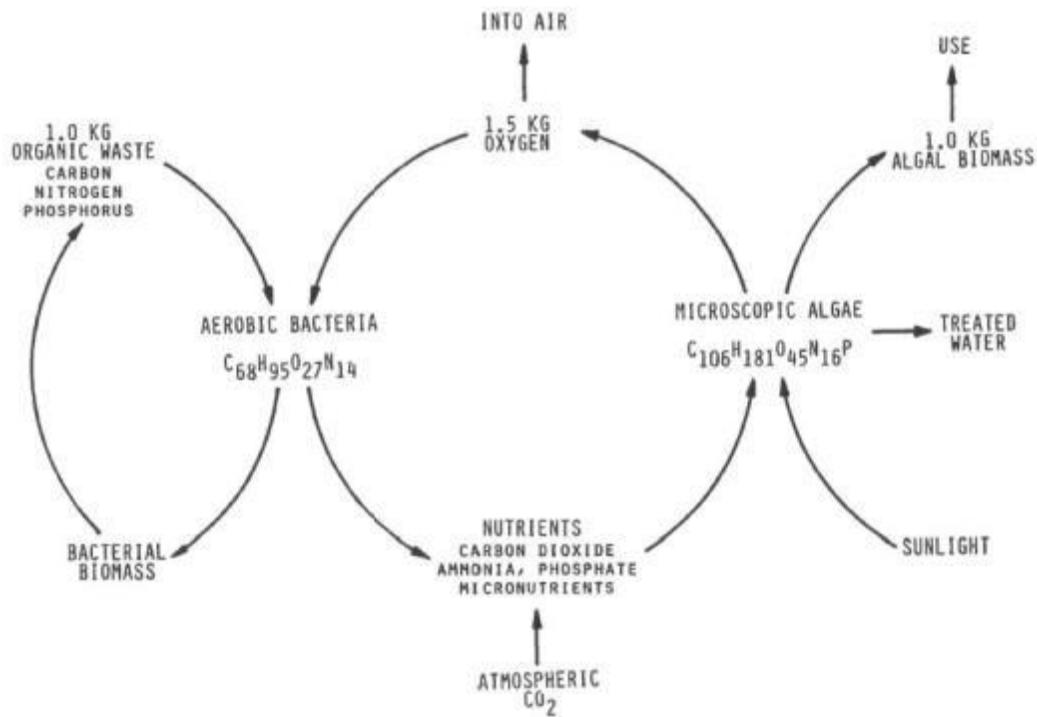 INTO AIR
USE
1.0 KG
ORGANIC WASTE
CARBON
NITROGEN
PHOSPHORUS
1.5 KG
OXYGEN
1.0 KG
ALGAL BIOMASS
AEROBIC BACTERIA
C68H95O27N14
MICROSCOPIC ALGAE
C106H181O45N16P
TREATED
WATER
BACTERIAL
BIOMASS
NUTRIENTS
CARBON DIOXIDE
AMMONIA, PHOSPHATE
MICRONUTRIENTS
SUNLIGHT
ATMOSPHERIC
CO2